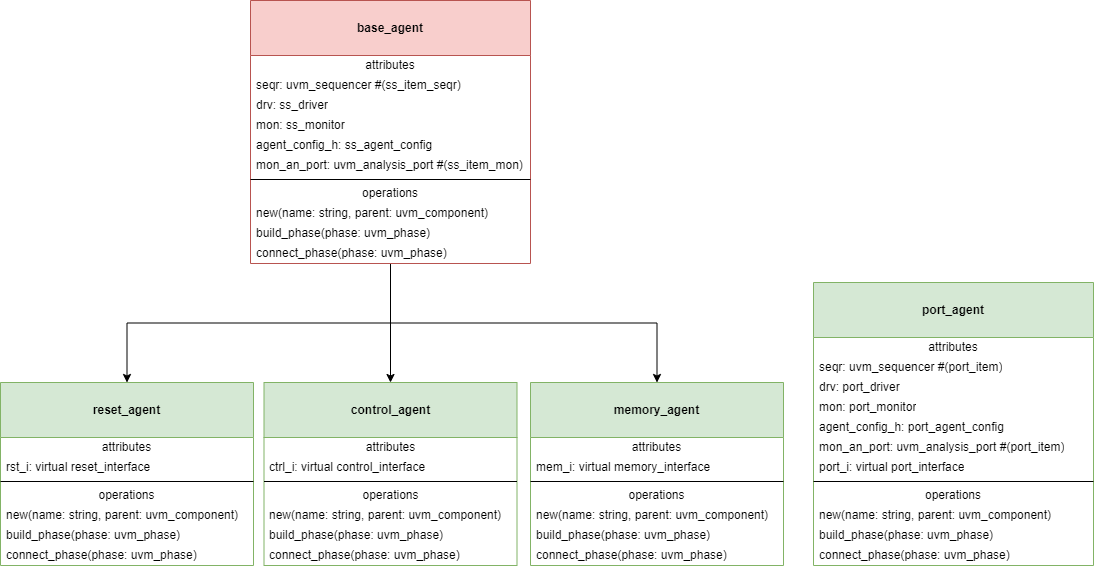 base_agent
attributes
seqr: uvm_sequencer #(ss_item_seqr)
drv: ss_driver
mon: ss_monitor
agent_config_h: ss_agent_config
mon_an_port: uvm_analysis_port #(ss_item_mon)
operations
new(name: string, parent: uvm_component)
build_phase(phase: uvm_phase)
connect_phase(phase: uvm_phase)
reset_agent
attributes
rst_i: virtual reset_interface
operations
new(name: string, parent: uvm_component)
build_phase(phase: uvm_phase)
connect_phase(phase: uvm_phase)
control_agent
attributes
ctrl_i: virtual control_interface
operations
new(name: string, parent: uvm_component)
build_phase(phase: uvm_phase)
connect_phase(phase: uvm_phase)
memory_agent
attributes
mem_i: virtual memory_interface
operations
new(name: string, parent: uvm_component)
build_phase(phase: uvm_phase)
connect_phase(phase: uvm_phase)
port_agent
attributes
seqr: uvm_sequencer #(port_item)
drv: port_driver
mon: port_monitor
agent_config_h: port_agent_config
mon_an_port: uvm_analysis_port #(port_item)
port_i: virtual port_interface
operations
new(name: string, parent: uvm_component)
build_phase(phase: uvm_phase)
connect_phase(phase: uvm_phase)